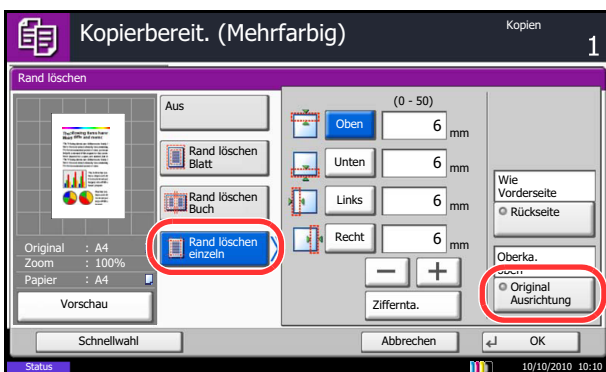 Kopierbereit. (Mehrfarbig)
Kopien
1
Rand löschen
Aus
Rand löschen
Blatt
Rand löschen
Buch
Rand löschen
einzeln
Original : A4
Zoom : 100%
Papier : A4
Vorschau
(0 - 50)
Oben 6 mm
Unten 6 mm
Links 6 mm
Recht 6 mm
Ziffernta.
Wie
Vorderseite
Rückseite
Oberka.
oben
Original
Ausrichtung
Schnellwahl
Abbrechen
OK
Status
10/10/2010 10:10